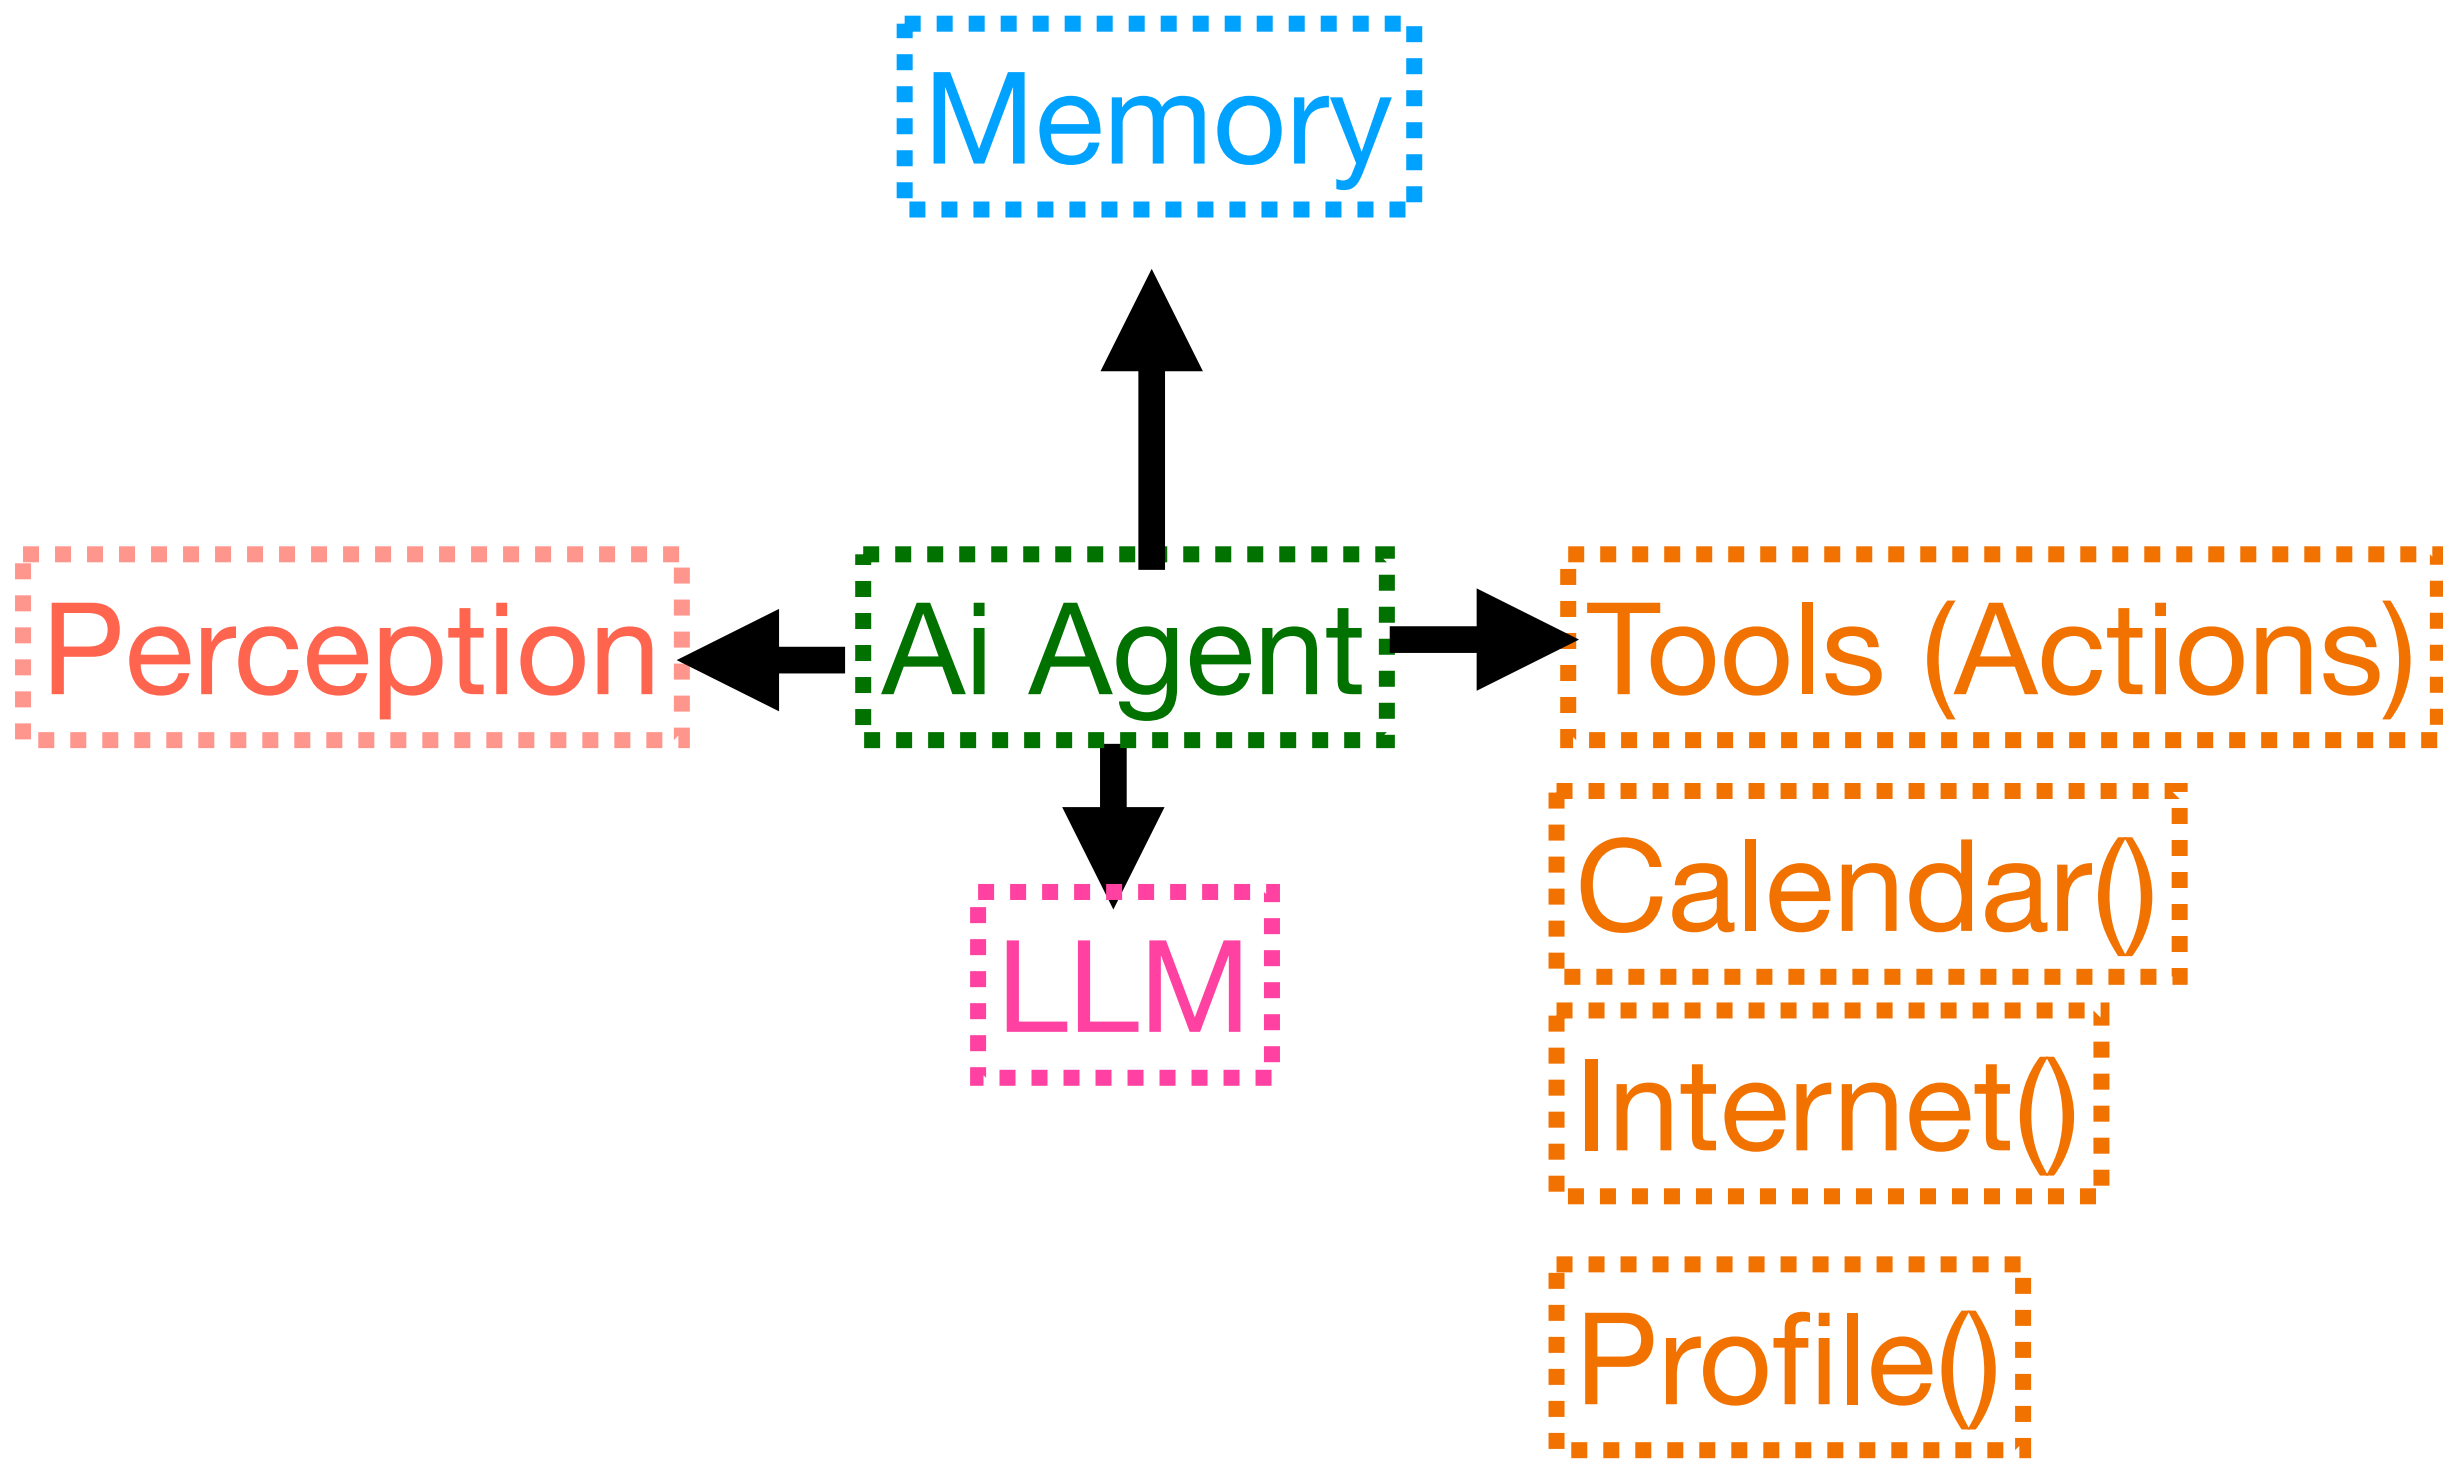 Memory
Perception
Ai Agent
Tools (Actions)
Calendar()
LLM
Internet()
Profile()